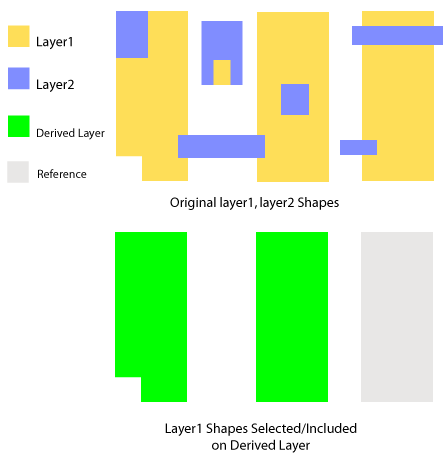 Layer1
Layer2
Derived Layer
Reference
Original layer1, layer2 Shapes
Layer1 Shapes Selected/Included
on Derived Layer